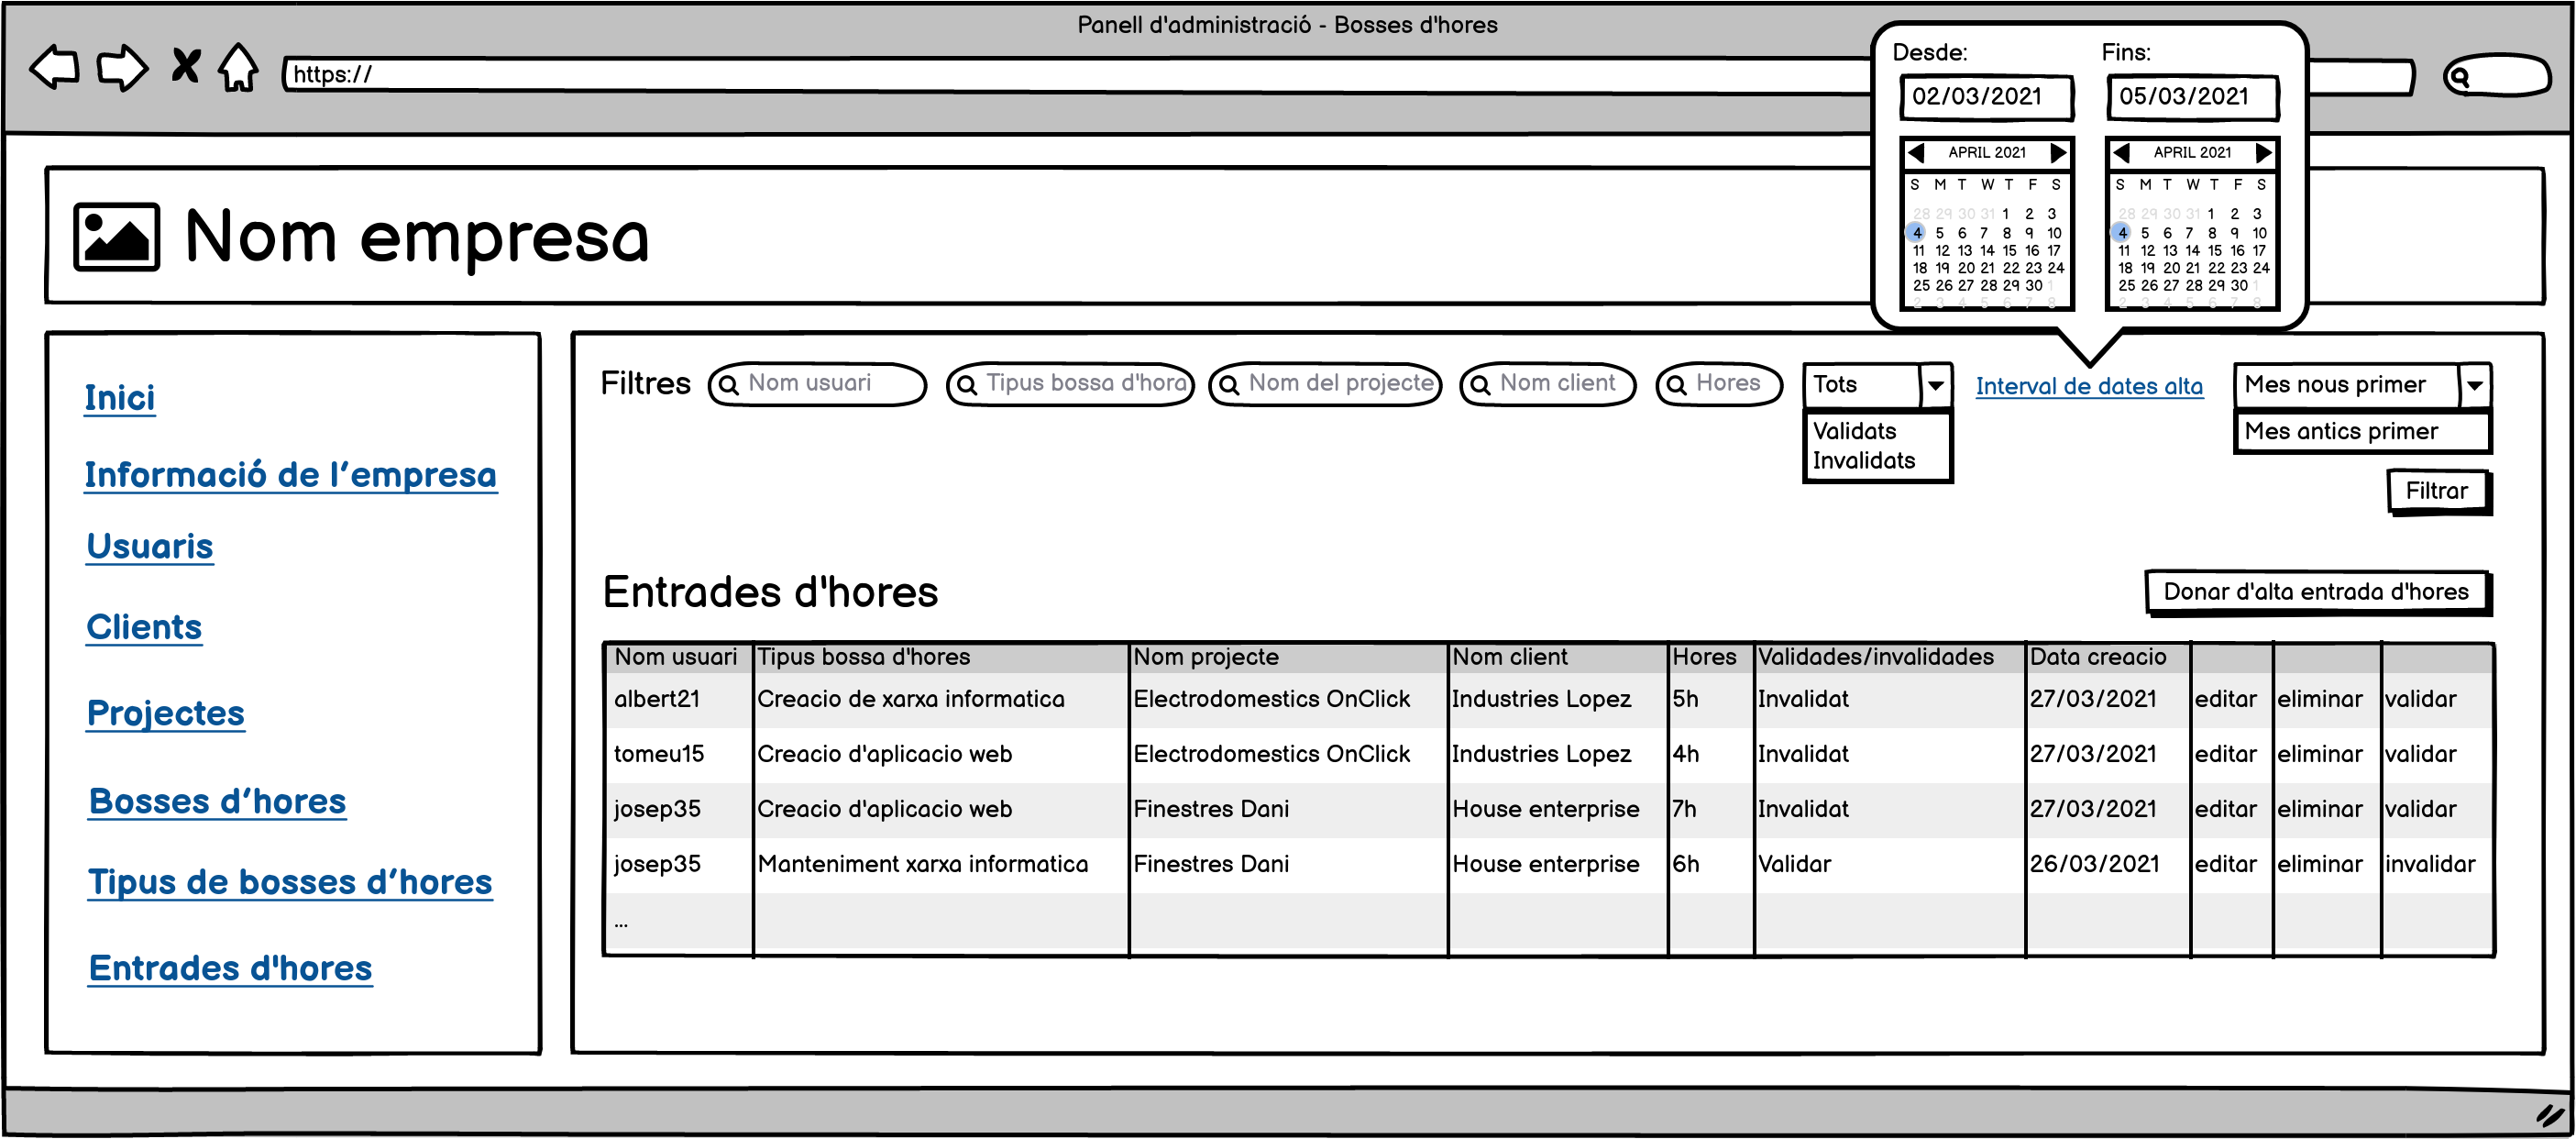 Panell d'administració - Bosses d'hores
https://
Desde: Fins:
02/03/2021 05/03/2021
APRIL 2021 APRIL 2021
S M T W T F S S M T W T F S
28 29 30 31 1 2 3 28 29 30 31 1 2 3
4 5 6 7 8 9 10 4 5 6 7 8 9 10
11 12 13 14 15 16 17 11 12 13 14 15 16 17
18 19 20 21 22 23 24 18 19 20 21 22 23 24
25 26 27 28 29 30 1 25 26 27 28 29 30 1
2 3 4 5 6 7 8 2 3 4 5 6 7 8
Nom empresa
Inici
Informació de l’empresa
Usuaris
Clients
Projectes
Bosses d’hores
Tipus de bosses d’hores
Entrades d'hores
Filtres Nom usuari Tipus bossa d'hora Nom del projecte Nom client Hores Tots Interval de dates alta Mes nous primer
Validats Mes antics primer
Invalidats
Filtrar
Entrades d'hores Donar d'alta entrada d'hores
Nom usuari Tipus bossa d'hores Nom projecte Nom client Hores Validades/invalidades Data creacio
albert21 Creacio de xarxa informatica Electrodomestics OnClick Industries Lopez 5h Invalidat 27/03/2021 editar eliminar validar
tomeu15 Creacio d'aplicacio web Electrodomestics OnClick Industries Lopez 4h Invalidat 27/03/2021 editar eliminar validar
josep35 Creacio d'aplicacio web Finestres Dani House enterprise 7h Invalidat 27/03/2021 editar eliminar validar
josep35 Manteniment xarxa informatica Finestres Dani House enterprise 6h Validar 26/03/2021 editar eliminar invalidar
...